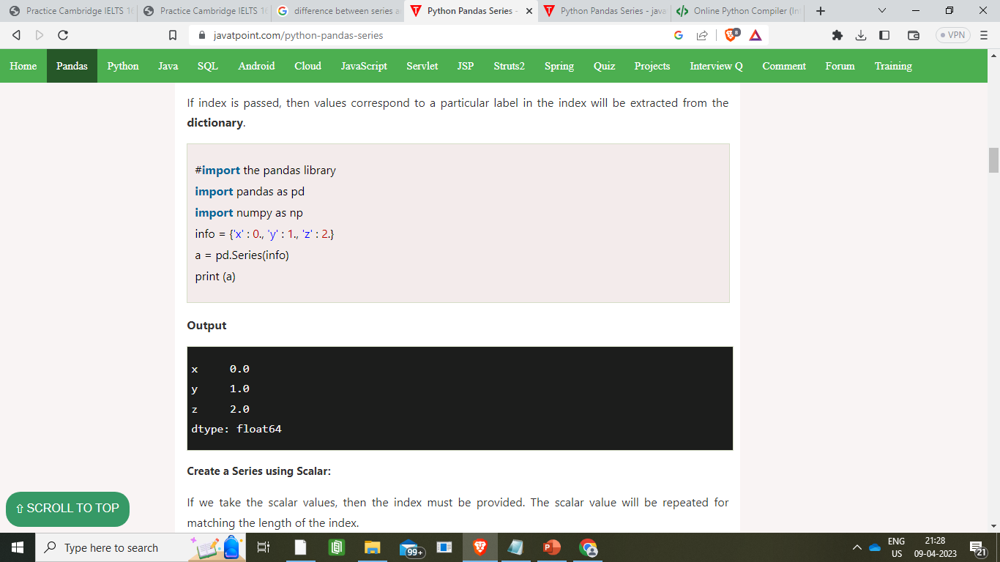 Practice Cambridge IELTS 16
Practice Cambridge IELTS 16
difference between series a
Python Pandas Series -
Python Pandas Series - java
Online Python Compiler (In
javatpoint.com/python-pandas-series
8
VPN
Home Pandas Python Java SQL Android Cloud JavaScript Servlet JSP Struts2 Spring Quiz Projects Interview Q Comment Forum Training
If index is passed, then values correspond to a particular label in the index will be extracted from the
dictionary.
#import the pandas library
import pandas as pd
import numpy as np
info = {'x' : 0., 'y' : 1., 'z' : 2.}
a = pd.Series(info)
print (a)
Output
x     0.0
y     1.0
z     2.0
dtype: float64
Create a Series using Scalar:
⇧ SCROLL TO TOP
If we take the scalar values, then the index must be provided. The scalar value will be repeated for
matching the length of the index.
Type here to search
99+
ENG
US
21:28
09-04-2023
21